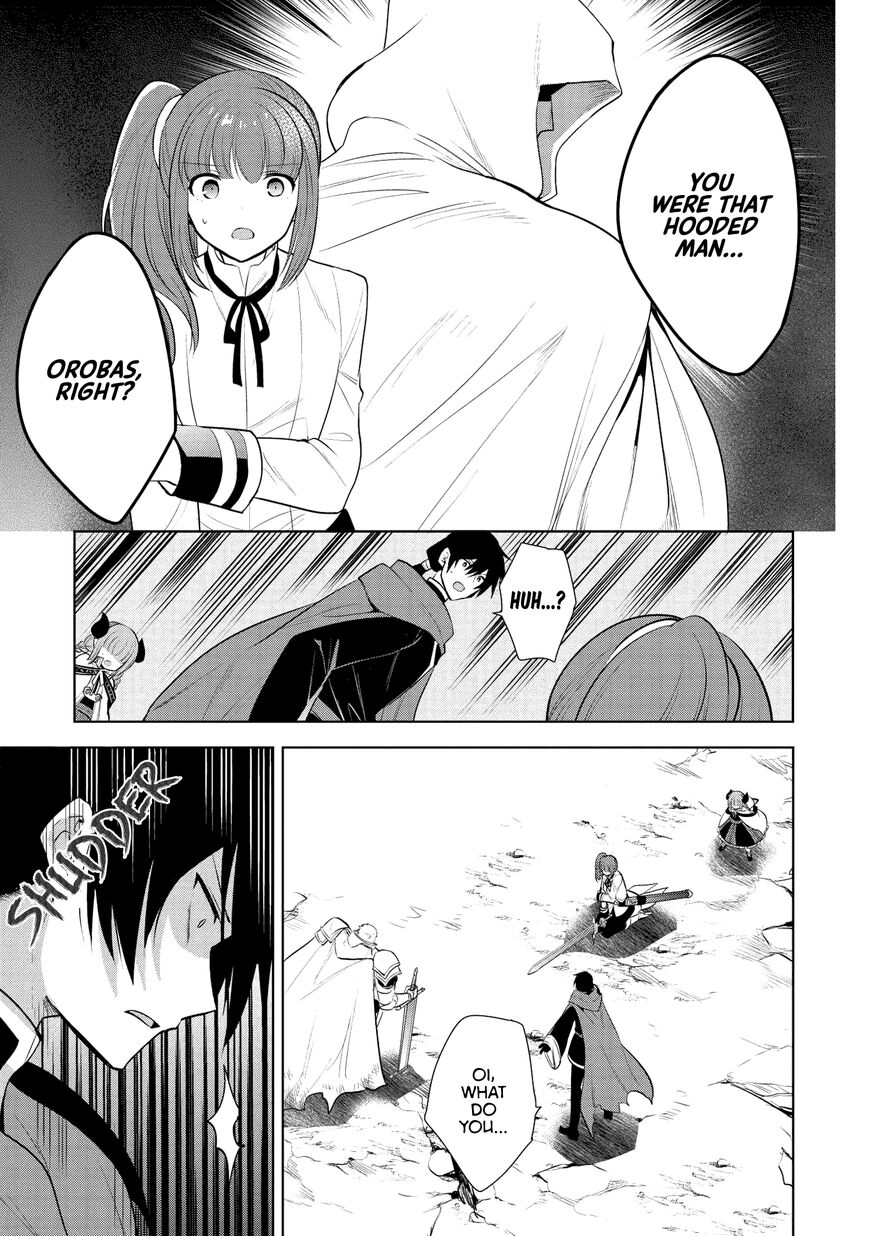 YOU
WERE THAT
HOODED
MAN...
OROBAS,
RIGHT?
HUH...?
OI,
WHAT
DO
YOU...
SHUDDER